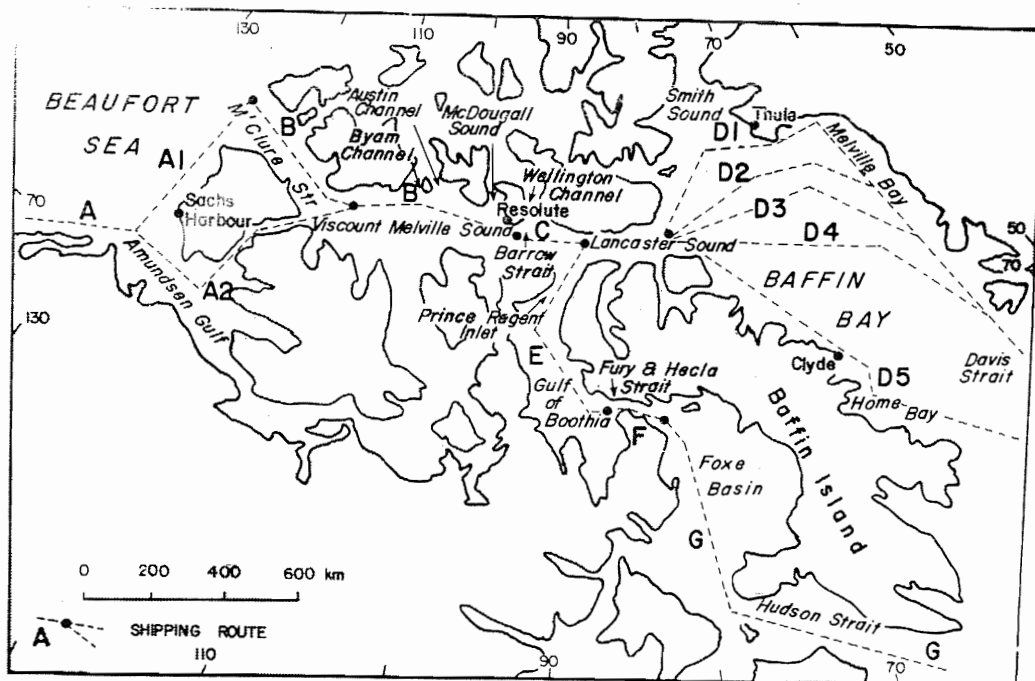 130
110
90
70
50
BEAUFORT
SEA
Austin
Channel
McDougall
Sound
Byam
Channel
Smith
Sound
Thula
D1
Melville Bay
M'Clure Str
B
A1
D2
Wellington
Channel
B
70
A
Sachs
Harbour
Resolute
D3
Viscount Melville Sound
C
Lancaster Sound
D4
50
70
Barrow
Strait
Amundsen Gulf
A2
BAFFIN
BAY
Prince Regent
Inlet
130
E
Fury & Hecla
Strait
Clyde
D5
Davis
Strait
Gulf
of
Boothia
Home Bay
F
Baffin Island
Foxe
Basin
G
0 200 400 600 km
Hudson Strait
A
SHIPPING ROUTE
G
110
90
70